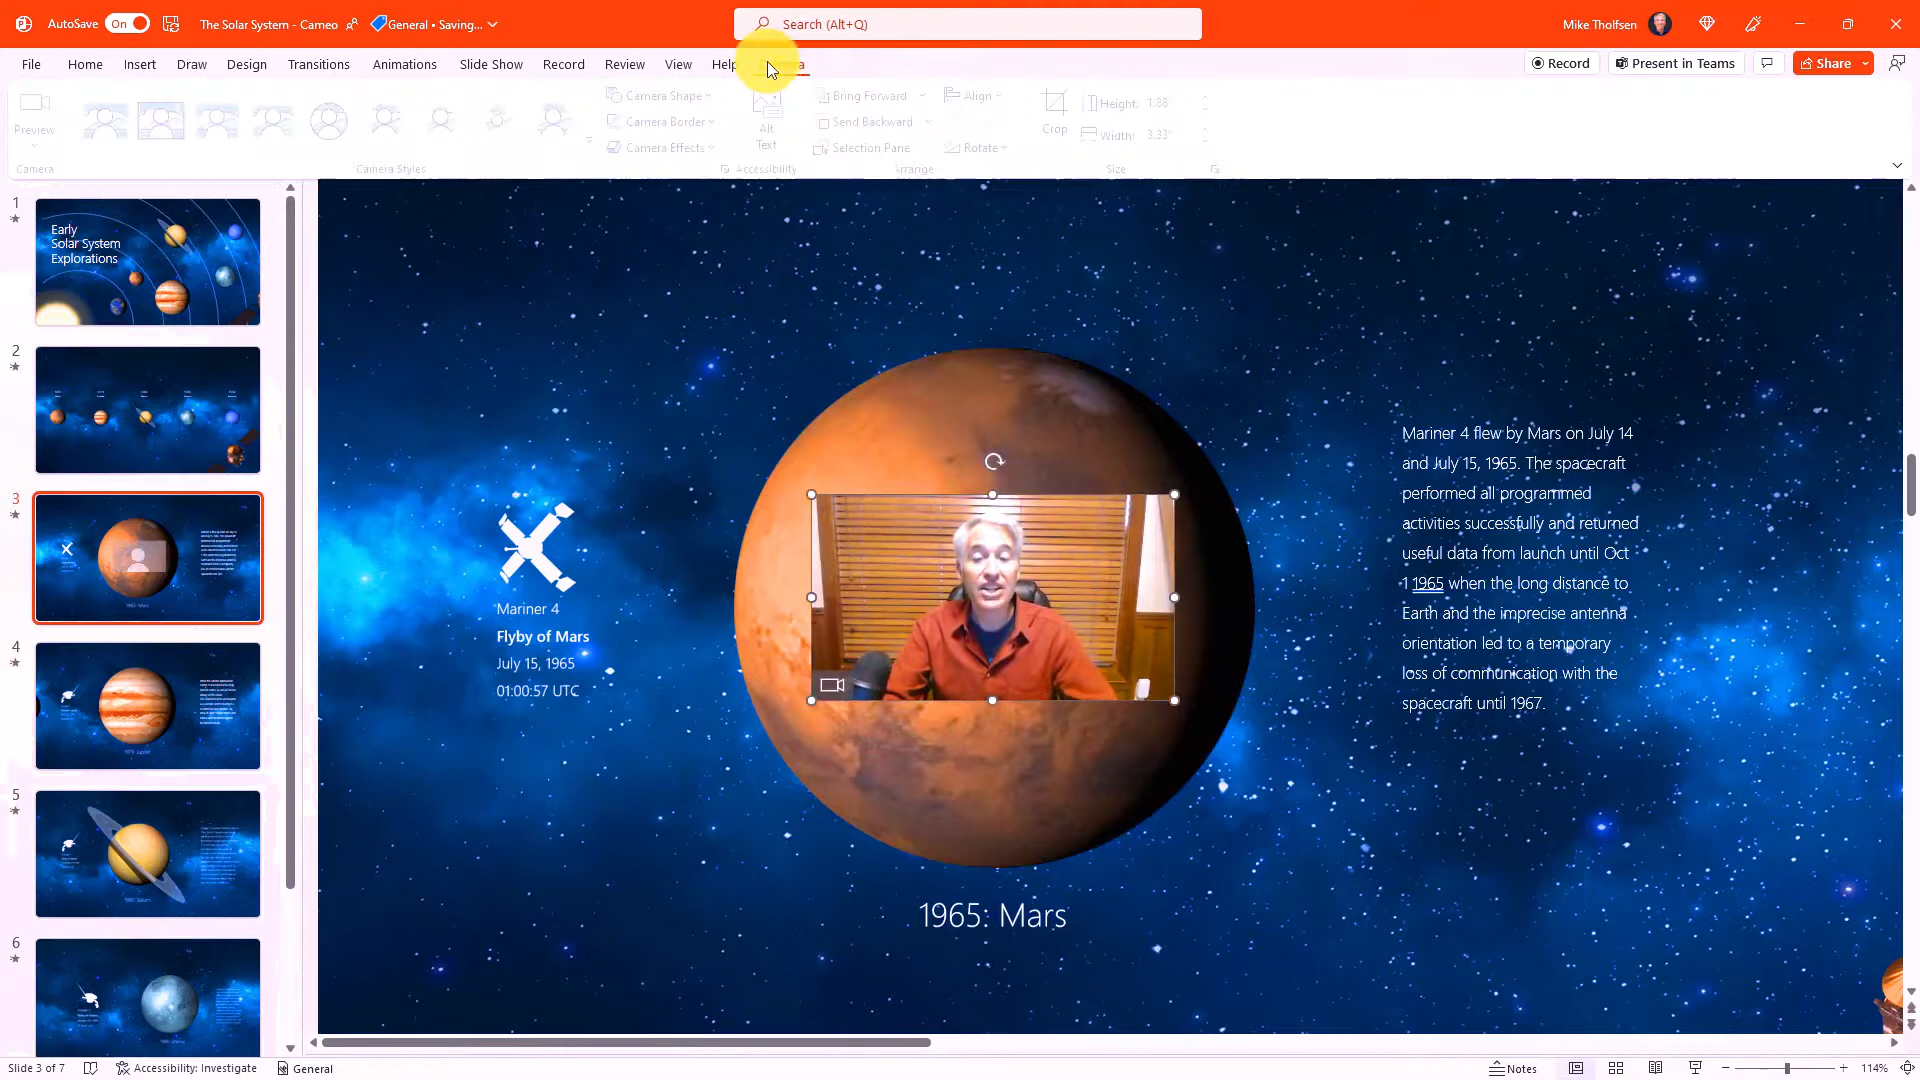 AutoSave On The Solar System - Cameo General • Saving... Search (Alt+Q) Mike Tholfsen
File Home Insert Draw Design Transitions Animations Slide Show Record Review View Help Record Present in Teams Share
Preview
Camera
Camera Styles
Camera Shape
Camera Border
Camera Effects
Alt
Text
Accessibility
Bring Forward
Send Backward
Selection Pane
Align
Rotate
Arrange
Crop
Height: 1.88"
Width: 3.33"
Size
1
Early
Solar System
Explorations
2
3
4
5
6
Mariner 4
Flyby of Mars
July 15, 1965
01:00:57 UTC
1965: Mars
Mariner 4 flew by Mars on July 14
and July 15, 1965. The spacecraft
performed all programmed
activities successfully and returned
useful data from launch until Oct
1 1965 when the long distance to
Earth and the imprecise antenna
orientation led to a temporary
loss of communication with the
spacecraft until 1967.
Slide 3 of 7 Accessibility: Investigate General Notes 114%